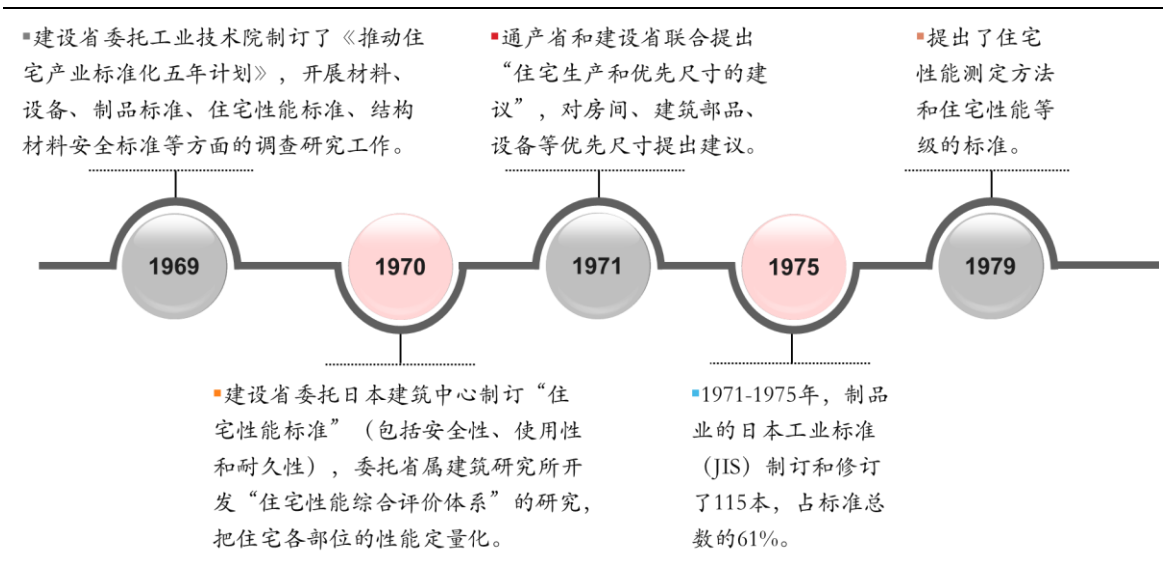 ▪建设省委托工业技术院制订了《推动住
宅产业标准化五年计划》，开展材料、
设备、制品标准、住宅性能标准、结构
材料安全标准等方面的调查研究工作。
▪通产省和建设省联合提出
“住宅生产和优先尺寸的建
议”，对房间、建筑部品、
设备等优先尺寸提出建议。
▪提出了住宅
性能测定方法
和住宅性能等
级的标准。
1969
1970
1971
1975
1979
▪建设省委托日本建筑中心制订“住
宅性能标准”（包括安全性、使用性
和耐久性），委托省属建筑研究所开
发“住宅性能综合评价体系”的研究，
把住宅各部位的性能定量化。
▪1971-1975年，制品
业的日本工业标准
（JIS）制订和修订
了115本，占标准总
数的61%。